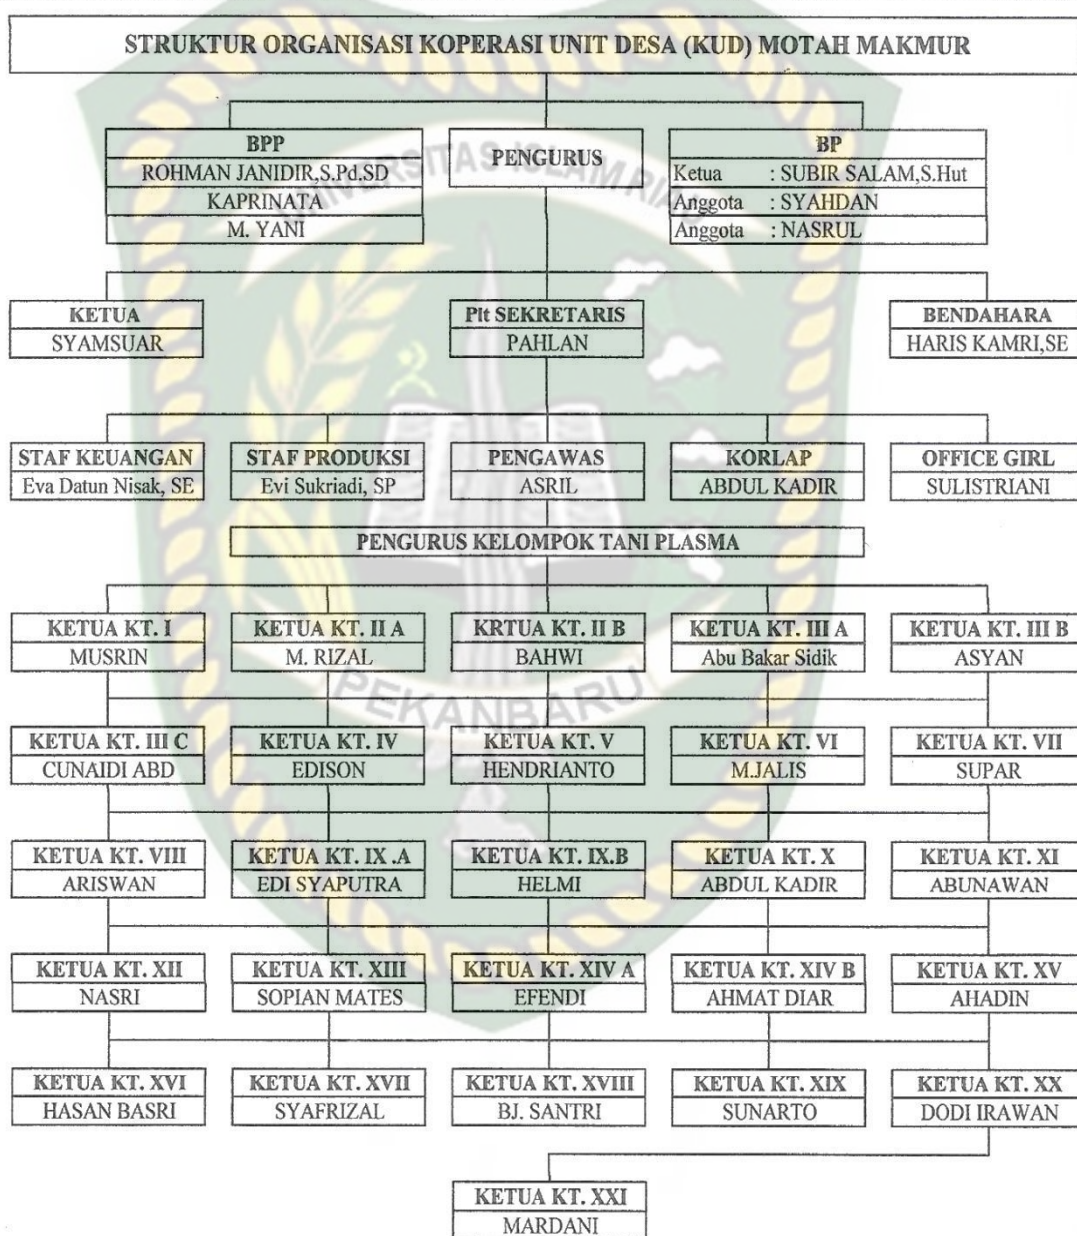 STRUKTUR ORGANISASI KOPERASI UNIT DESA (KUD) MOTAH MAKMUR
BPP
ROHMAN JANIDIR,S.Pd.SD
KAPRINATA
M. YANI
PENGURUS
BP
Ketua : SUBIR SALAM,S.Hut
Anggota : SYAHDAN
Anggota : NASRUL
UNIVERSITAS ISLAM RIAU
KETUA
SYAMSUAR
Plt SEKRETARIS
PAHLAN
BENDAHARA
HARIS KAMRI,SE
STAF KEUANGAN
Eva Datun Nisak, SE
STAF PRODUKSI
Evi Sukriadi, SP
PENGAWAS
ASRIL
KORLAP
ABDUL KADIR
OFFICE GIRL
SULISTRIANI
PENGURUS KELOMPOK TANI PLASMA
KETUA KT. I
MUSRIN
KETUA KT. II A
M. RIZAL
KRTUA KT. II B
BAHWI
KETUA KT. III A
Abu Bakar Sidik
KETUA KT. III B
ASYAN
PEKANBARU
KETUA KT. III C
CUNAIDI ABD
KETUA KT. IV
EDISON
KETUA KT. V
HENDRIANTO
KETUA KT. VI
M.JALIS
KETUA KT. VII
SUPAR
KETUA KT. VIII
ARISWAN
KETUA KT. IX .A
EDI SYAPUTRA
KETUA KT. IX.B
HELMI
KETUA KT. X
ABDUL KADIR
KETUA KT. XI
ABUNAWAN
KETUA KT. XII
NASRI
KETUA KT. XIII
SOPIAN MATES
KETUA KT. XIV A
EFENDI
KETUA KT. XIV B
AHMAT DIAR
KETUA KT. XV
AHADIN
KETUA KT. XVI
HASAN BASRI
KETUA KT. XVII
SYAFRIZAL
KETUA KT. XVIII
BJ. SANTRI
KETUA KT. XIX
SUNARTO
KETUA KT. XX
DODI IRAWAN
KETUA KT. XXI
MARDANI